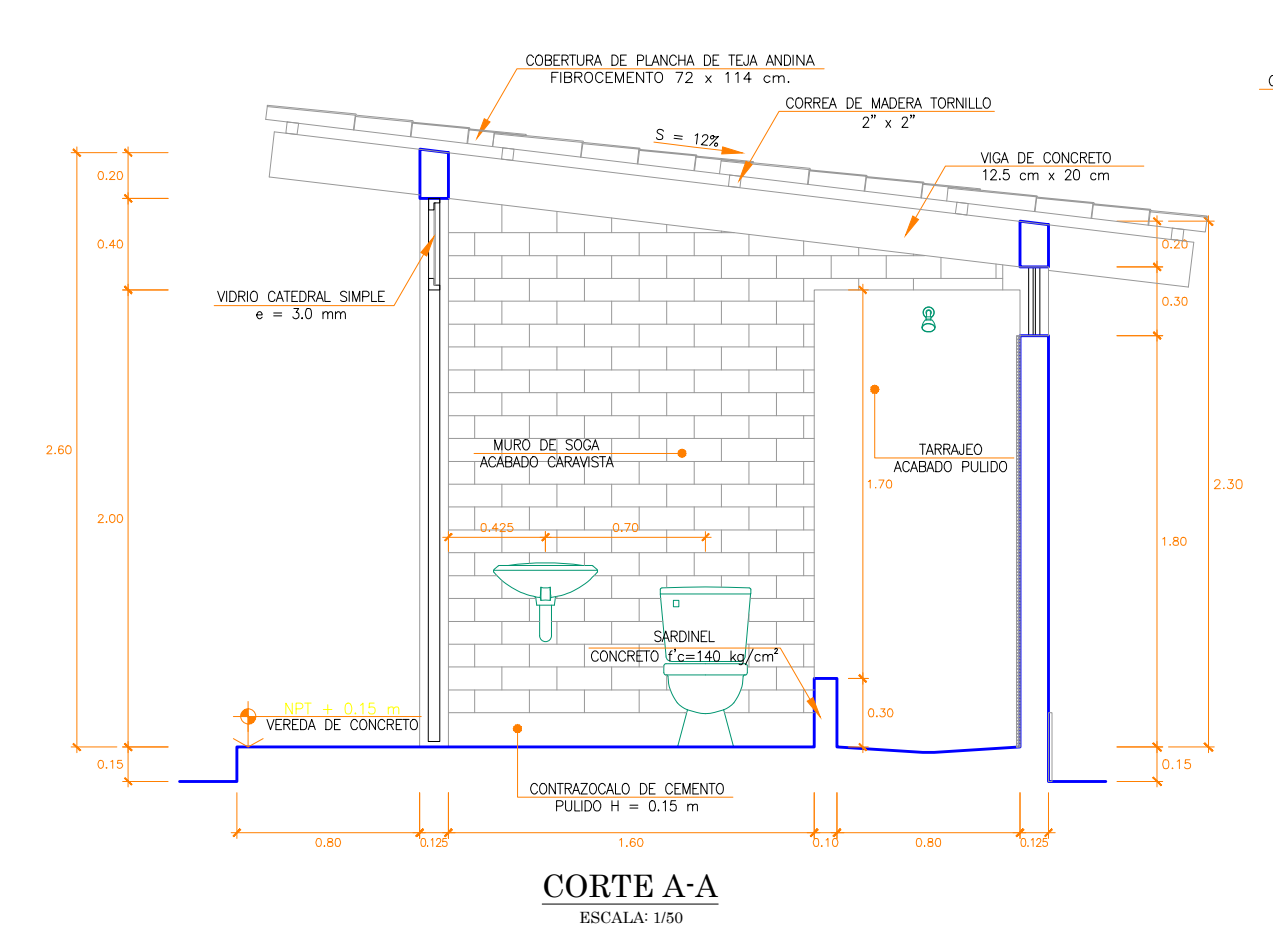 COBERTURA DE PLANCHA DE TEJA ANDINA
FIBROCEMENTO 72 x 114 cm.
CORREA DE MADERA TORNILLO
2" x 2"
S = 12%
VIGA DE CONCRETO
12.5 cm x 20 cm
0.20
0.40
0.20
0.30
VIDRIO CATEDRAL SIMPLE
e = 3.0 mm
2.60
2.00
MURO DE SOGA
ACABADO CARAVISTA
TARRAJEO
ACABADO PULIDO
1.70
2.30
1.80
0.425
0.70
SARDINEL
CONCRETO f'c=140 kg/cm²
NPT + 0.15 m
VEREDA DE CONCRETO
0.30
0.15
0.15
CONTRAZOCALO DE CEMENTO
PULIDO H = 0.15 m
0.80
0.125
1.60
0.10
0.80
0.125
CORTE A-A
ESCALA: 1/50